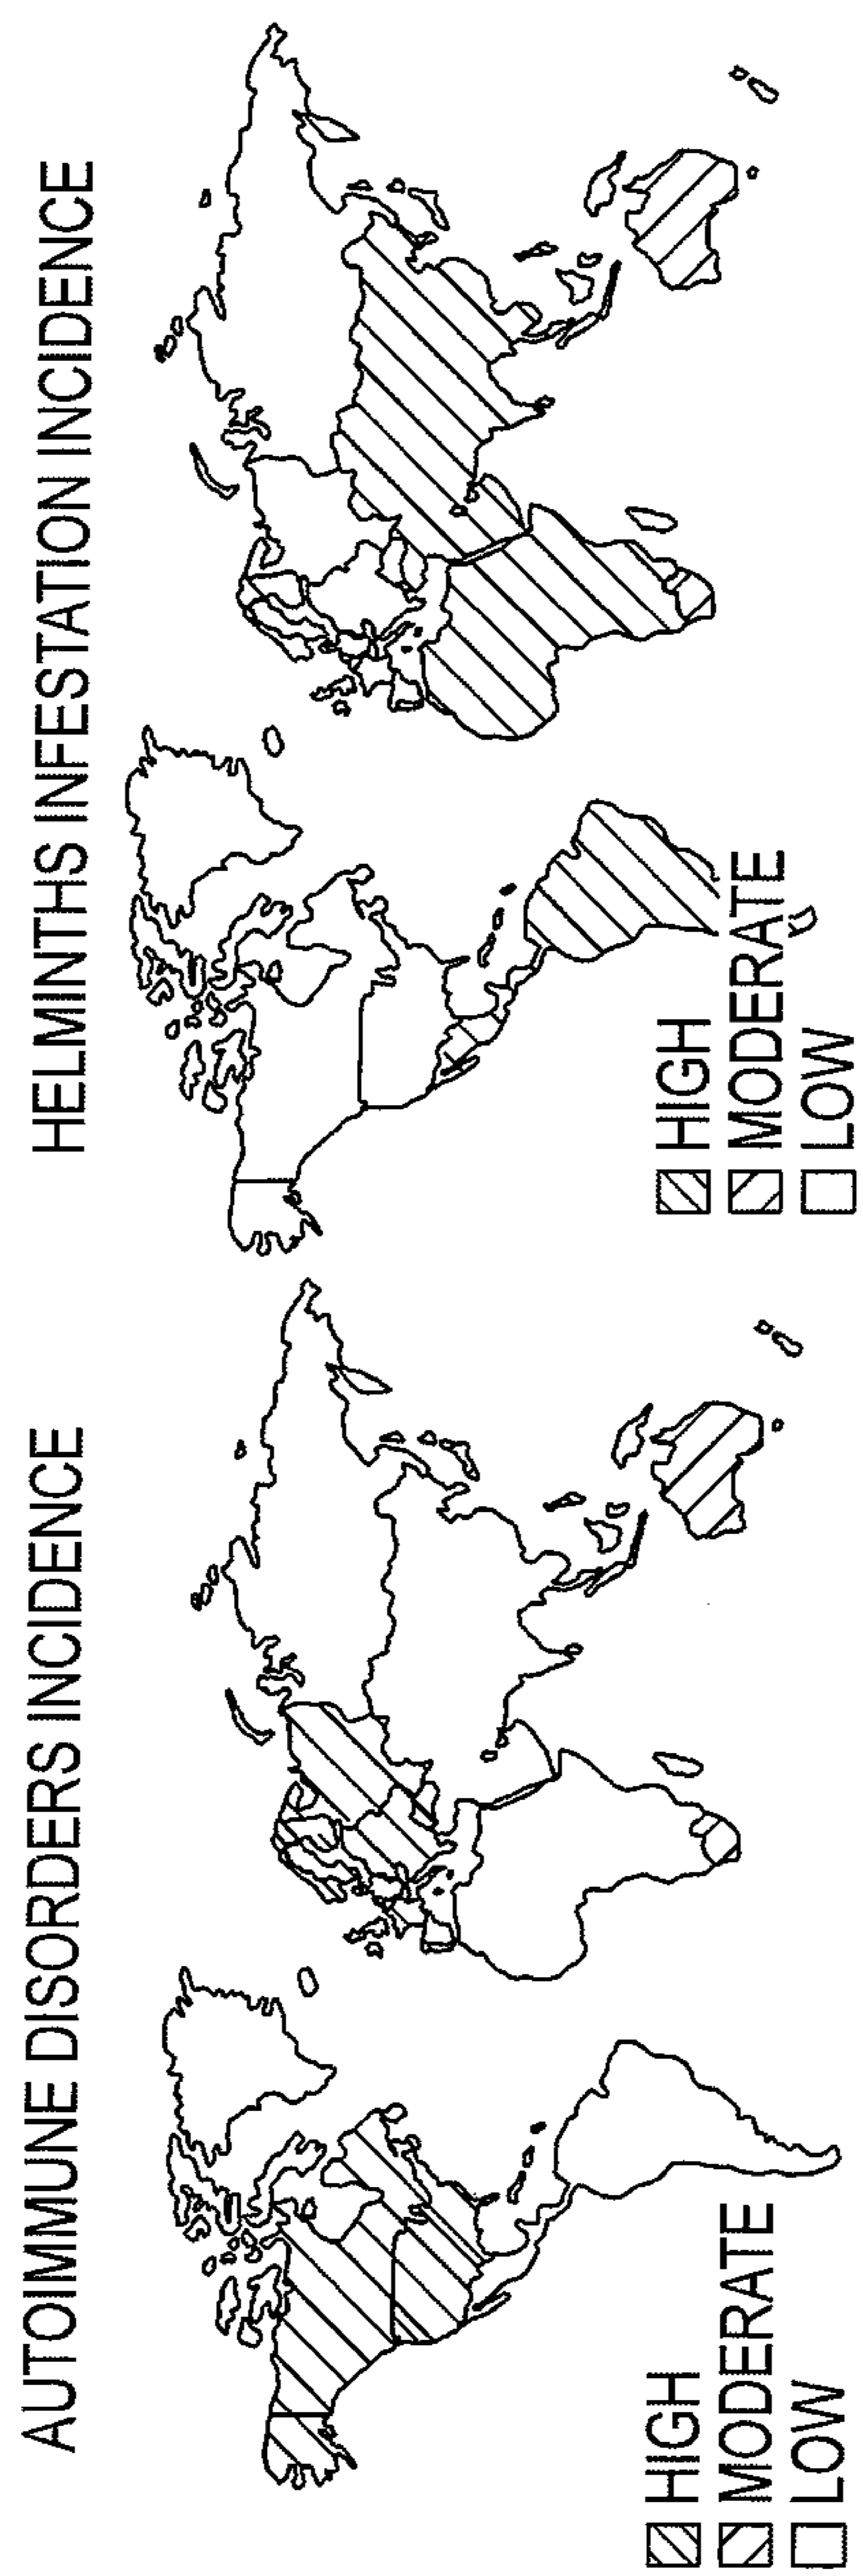 AUTOIMMUNE DISORDERS INCIDENCE
HIGH
MODERATE
LOW
HELMINTHS INFESTATION INCIDENCE
HIGH
MODERATE
LOW